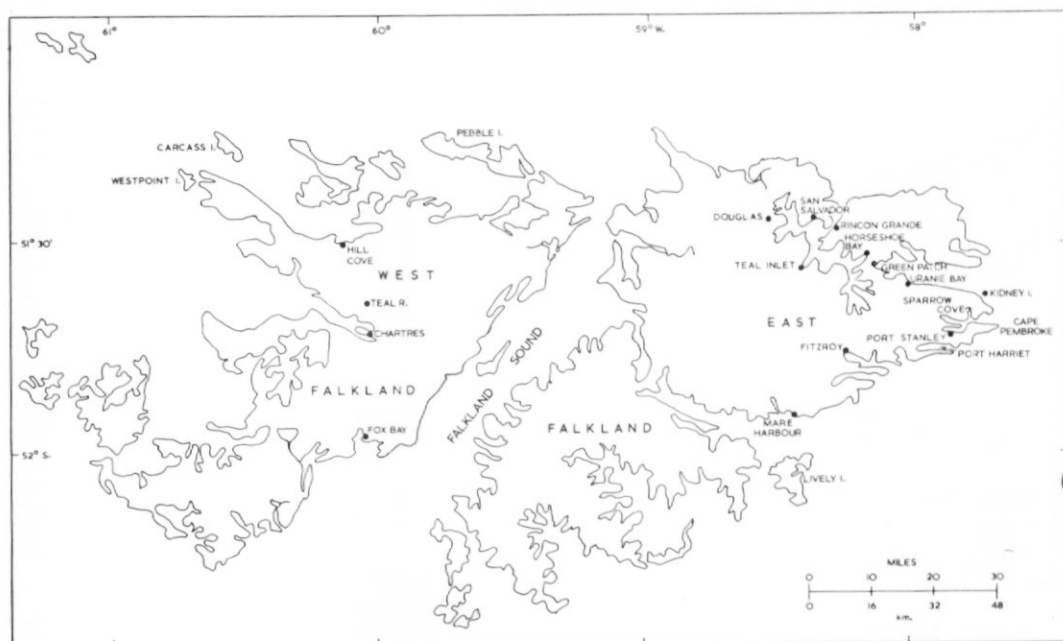 61°
60
59° W.
58°
CARCASS I.
WESTPOINT I.
PEBBLE I.
DOUGLAS
SAN
SALVADOR
RINCON GRANDE
HORSESHOE
BAY
51° 30'
HILL
COVE
WEST
TEAL INLET
GREEN PATCH
URANIE BAY
KIDNEY I.
SPARROW
COVE
TEAL R.
CHARTRES
EAST
CAPE
PEMBROKE
PORT STANLEY
FITZROY
PORT HARRIET
FALKLAND
FALKLAND SOUND
FALKLAND
FOX BAY
MARE
HARBOUR
52° S.
LIVELY I.
MILES
0 10 20 30
0 16 32 48
km.